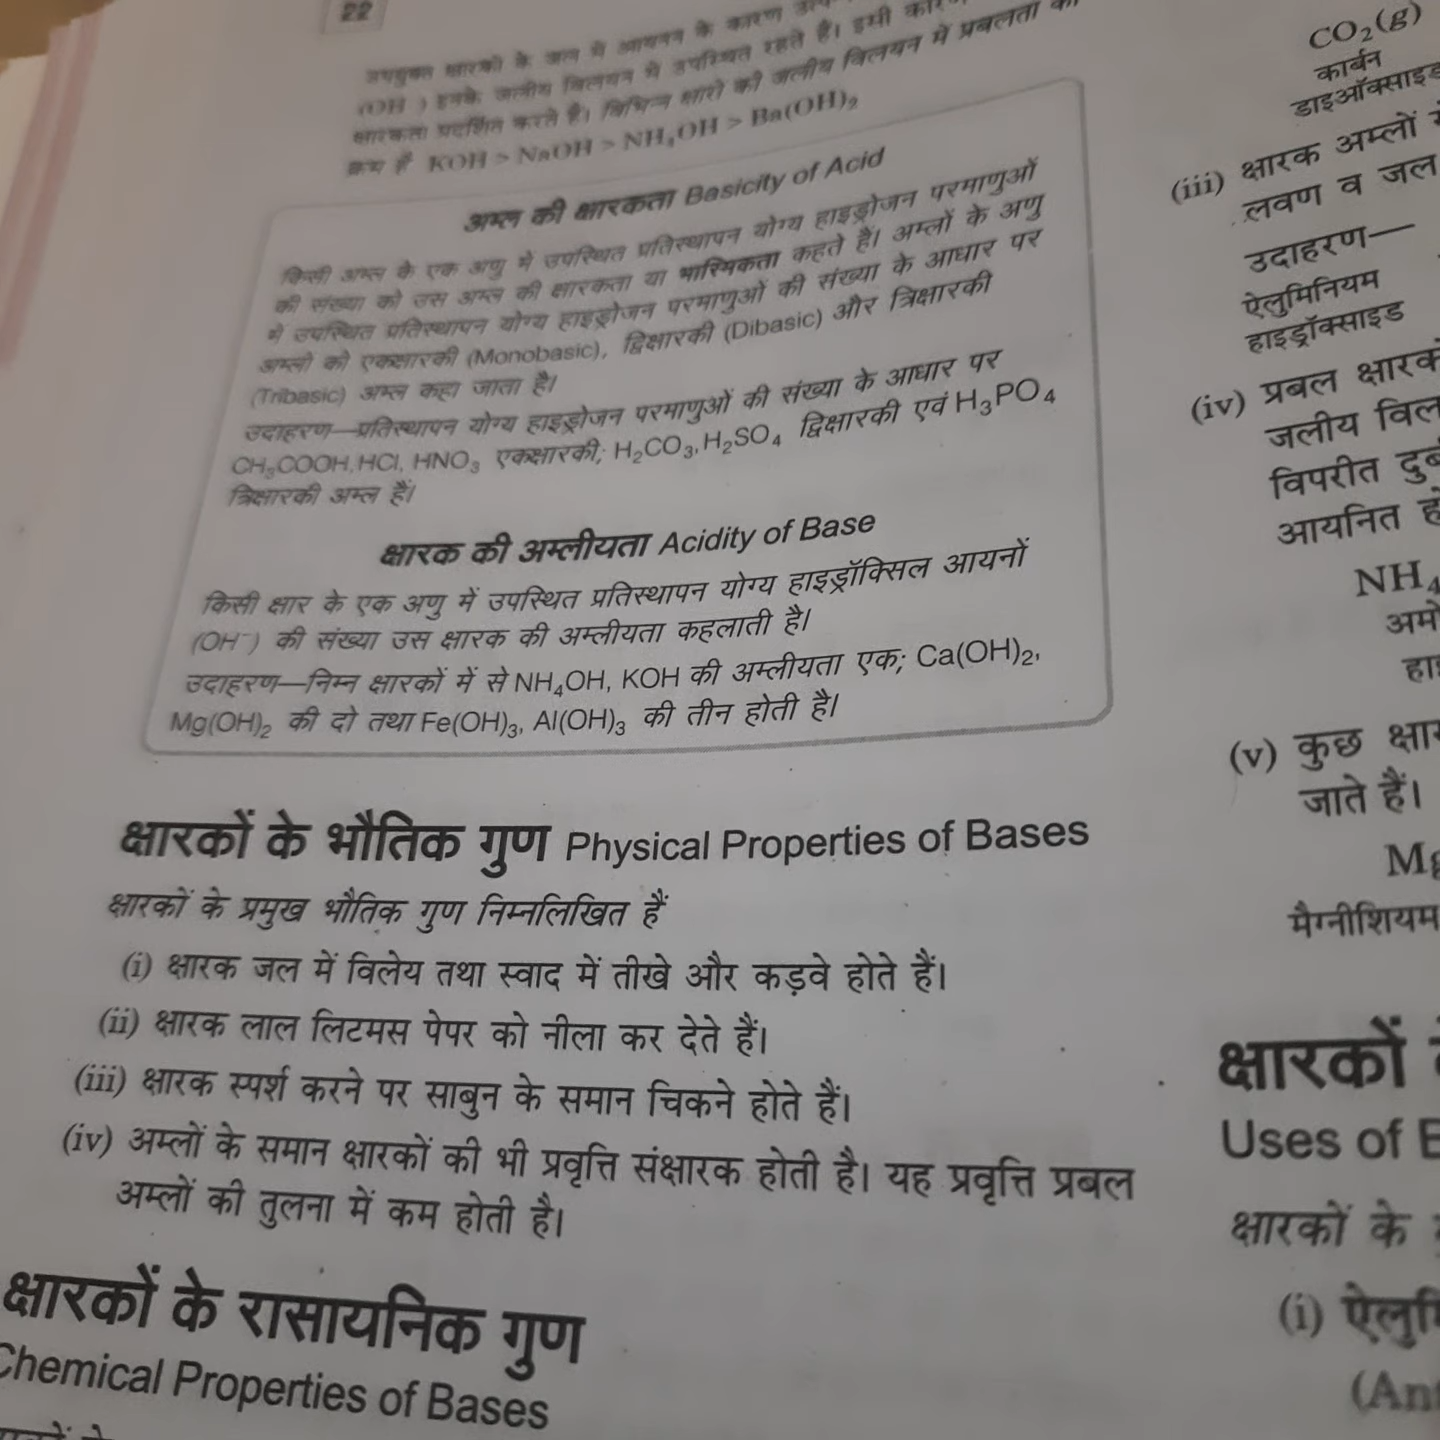 22
उपर्युक्त क्षारकों के जल में आयनन के कारण
(OH⁻) इनके जलीय विलयन में उपस्थित रहते हैं। इसी
क्षारकता प्रदर्शित करते हैं। विभिन्न क्षारों की जलीय विलयन में प्रबलता का
क्रम है KOH > NaOH > NH₄OH > Ba(OH)₂
अम्ल की क्षारकता Basicity of Acid
किसी अम्ल के एक अणु में उपस्थित प्रतिस्थापन योग्य हाइड्रोजन परमाणुओं
की संख्या को उस अम्ल की क्षारकता या भास्मिकता कहते हैं। अम्लों के अणु
में उपस्थित प्रतिस्थापन योग्य हाइड्रोजन परमाणुओं की संख्या के आधार पर
अम्लों को एकक्षारकी (Monobasic), द्विक्षारकी (Dibasic) और त्रिक्षारकी
(Tribasic) अम्ल कहा जाता है।
उदाहरण—प्रतिस्थापन योग्य हाइड्रोजन परमाणुओं की संख्या के आधार पर
CH₃COOH, HCl, HNO₃ एकक्षारकी; H₂CO₃, H₂SO₄ द्विक्षारकी एवं H₃PO₄
त्रिक्षारकी अम्ल हैं।
क्षारक की अम्लीयता Acidity of Base
किसी क्षार के एक अणु में उपस्थित प्रतिस्थापन योग्य हाइड्रॉक्सिल आयनों
(OH⁻) की संख्या उस क्षारक की अम्लीयता कहलाती है।
उदाहरण—निम्न क्षारकों में से NH₄OH, KOH की अम्लीयता एक; Ca(OH)₂,
Mg(OH)₂ की दो तथा Fe(OH)₃, Al(OH)₃ की तीन होती है।
क्षारकों के भौतिक गुण Physical Properties of Bases
क्षारकों के प्रमुख भौतिक गुण निम्नलिखित हैं
(i) क्षारक जल में विलेय तथा स्वाद में तीखे और कड़वे होते हैं।
(ii) क्षारक लाल लिटमस पेपर को नीला कर देते हैं।
(iii) क्षारक स्पर्श करने पर साबुन के समान चिकने होते हैं।
(iv) अम्लों के समान क्षारकों की भी प्रवृत्ति संक्षारक होती है। यह प्रवृत्ति प्रबल
अम्लों की तुलना में कम होती है।
क्षारकों के रासायनिक गुण
Chemical Properties of Bases
CO₂(g)
कार्बन
डाइऑक्साइड
(iii) क्षारक अम्लों
लवण व जल
उदाहरण—
ऐलुमिनियम
हाइड्रॉक्साइड
(iv) प्रबल क्षारक
जलीय
विपरीत
आयनित
NH₄
(v) कुछ
जाते हैं।
Mg
मैग्नीशियम
क्षारकों
Uses of
क्षारकों के
(i)